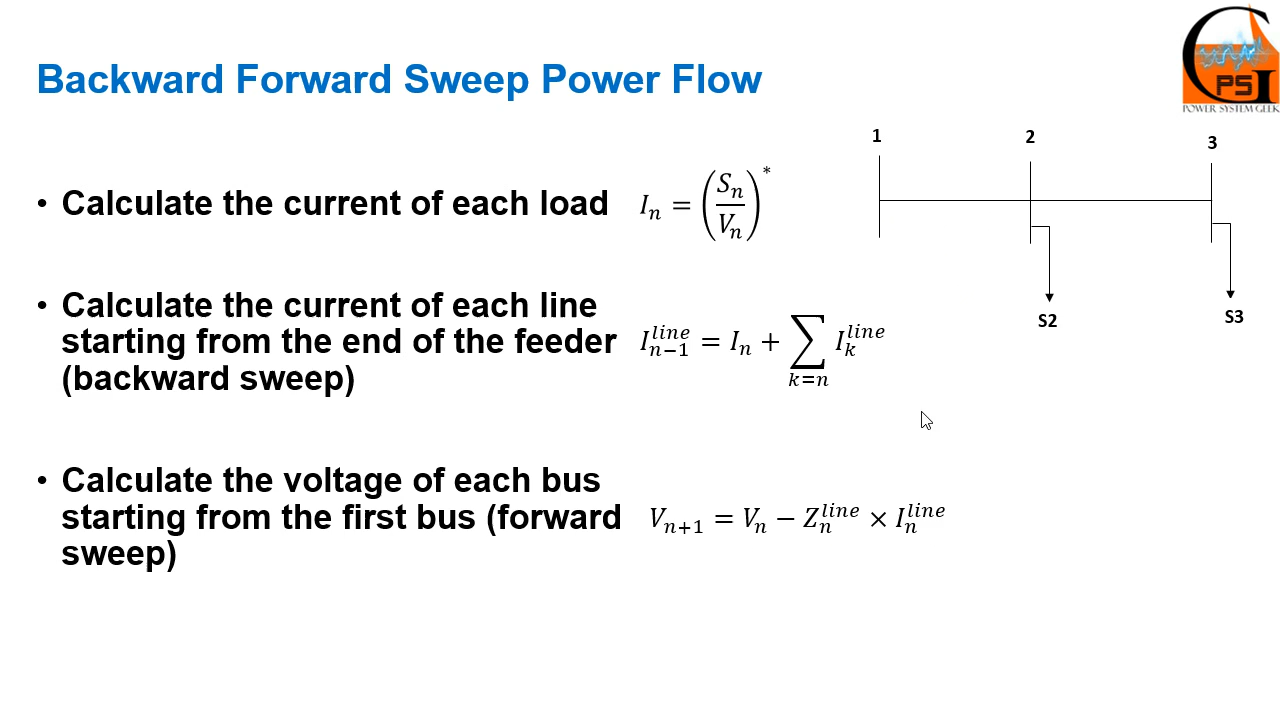 Backward Forward Sweep Power Flow
PSG
POWER SYSTEM GEEK
• Calculate the current of each load
I_n = (S_n / V_n)^*
• Calculate the current of each line
starting from the end of the feeder
(backward sweep)
I_{n-1}^{line} = I_n + ∑_{k=n} I_k^{line}
• Calculate the voltage of each bus
starting from the first bus (forward
sweep)
V_{n+1} = V_n − Z_n^{line} × I_n^{line}
1
2
3
S2
S3